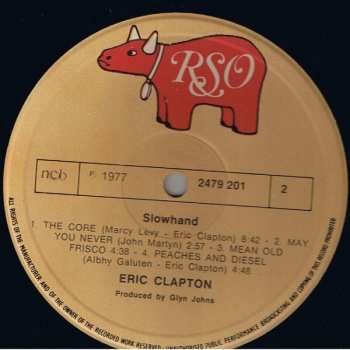 RSO
ncb
℗ 1977
2479 201
2
Slowhand
1. THE CORE (Marcy Levy - Eric Clapton) 8:42 - 2. MAY
YOU NEVER (John Martyn) 2:57 - 3. MEAN OLD
FRISCO 4:38 - 4. PEACHES AND DIESEL
(Albhy Galuten - Eric Clapton) 4:46
ERIC CLAPTON
Produced by Glyn Johns
ALL RIGHTS OF THE MANUFACTURER AND OF THE OWNER OF THE RECORDED WORK RESERVED - UNAUTHORISED PUBLIC PERFORMANCE, BROADCASTING AND COPYING OF THIS RECORD PROHIBITED